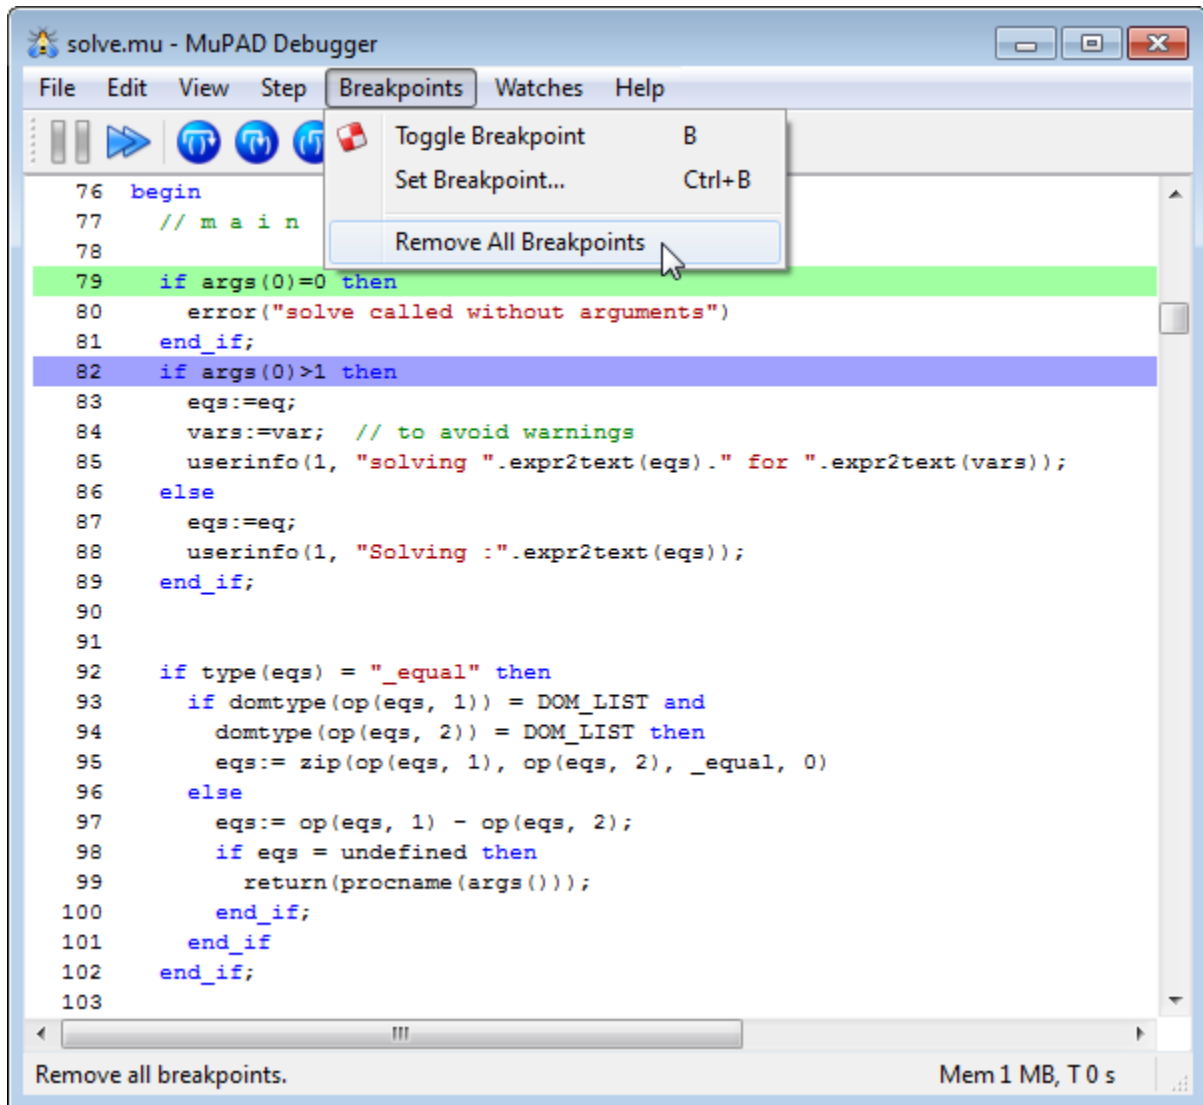 solve.mu - MuPAD Debugger
File Edit View Step Breakpoints Watches Help
Toggle Breakpoint B
Set Breakpoint... Ctrl+B
Remove All Breakpoints
76 begin
77 // m a i n
78
79 if args(0)=0 then
80 error("solve called without arguments")
81 end_if;
82 if args(0)>1 then
83 eqs:=eq;
84 vars:=var; // to avoid warnings
85 userinfo(1, "solving ".expr2text(eqs)." for ".expr2text(vars));
86 else
87 eqs:=eq;
88 userinfo(1, "Solving :".expr2text(eqs));
89 end_if;
90
91
92 if type(eqs) = "_equal" then
93 if domtype(op(eqs, 1)) = DOM_LIST and
94 domtype(op(eqs, 2)) = DOM_LIST then
95 eqs:= zip(op(eqs, 1), op(eqs, 2), _equal, 0)
96 else
97 eqs:= op(eqs, 1) - op(eqs, 2);
98 if eqs = undefined then
99 return(procname(args()));
100 end_if;
101 end_if
102 end_if;
103
Remove all breakpoints. Mem 1 MB, T 0 s